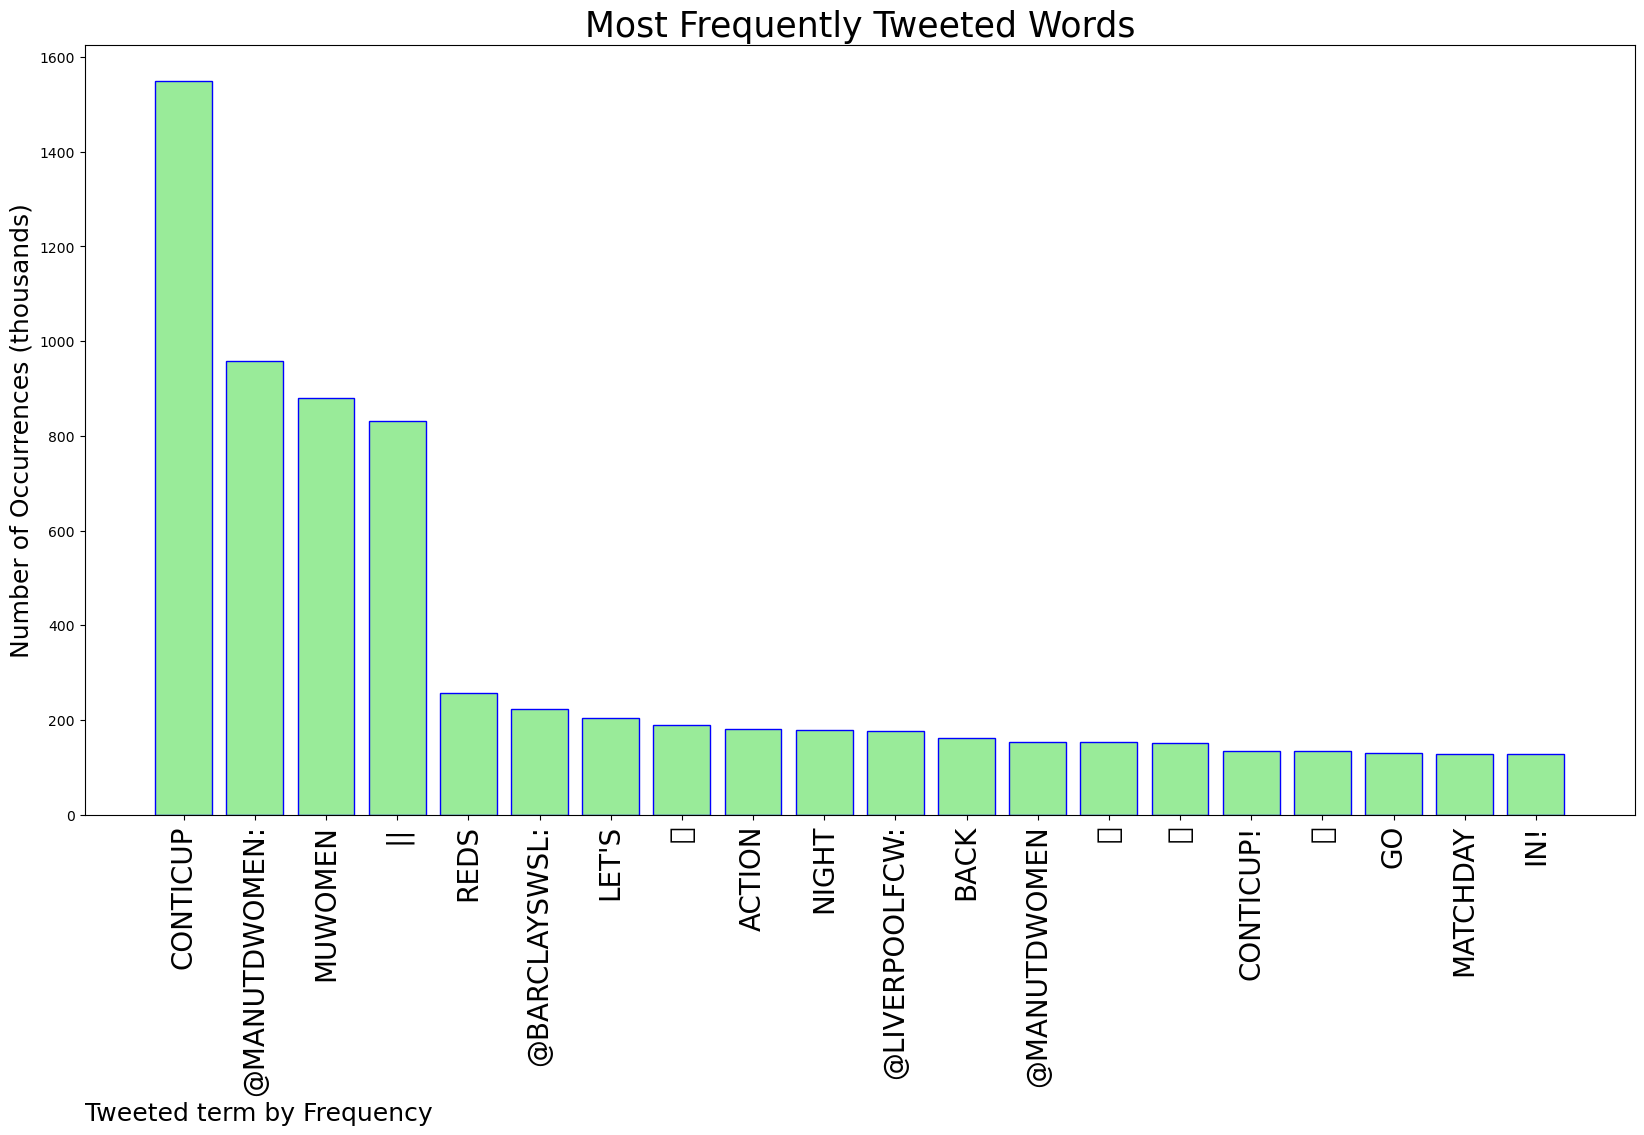 Most Frequently Tweeted Words
Number of Occurrences (thousands)
1600
1400
1200
1000
800
600
400
200
0
CONTICUP
@MANUTDWOMEN:
MUWOMEN
||
REDS
@BARCLAYSWSL:
LET'S
ACTION
NIGHT
@LIVERPOOLFCW:
BACK
@MANUTDWOMEN
CONTICUP!
GO
MATCHDAY
IN!
Tweeted term by Frequency